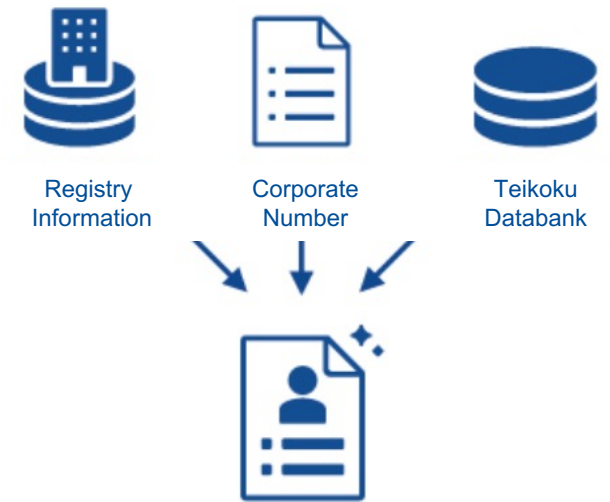 Registry
Information
Corporate
Number
Teikoku
Databank